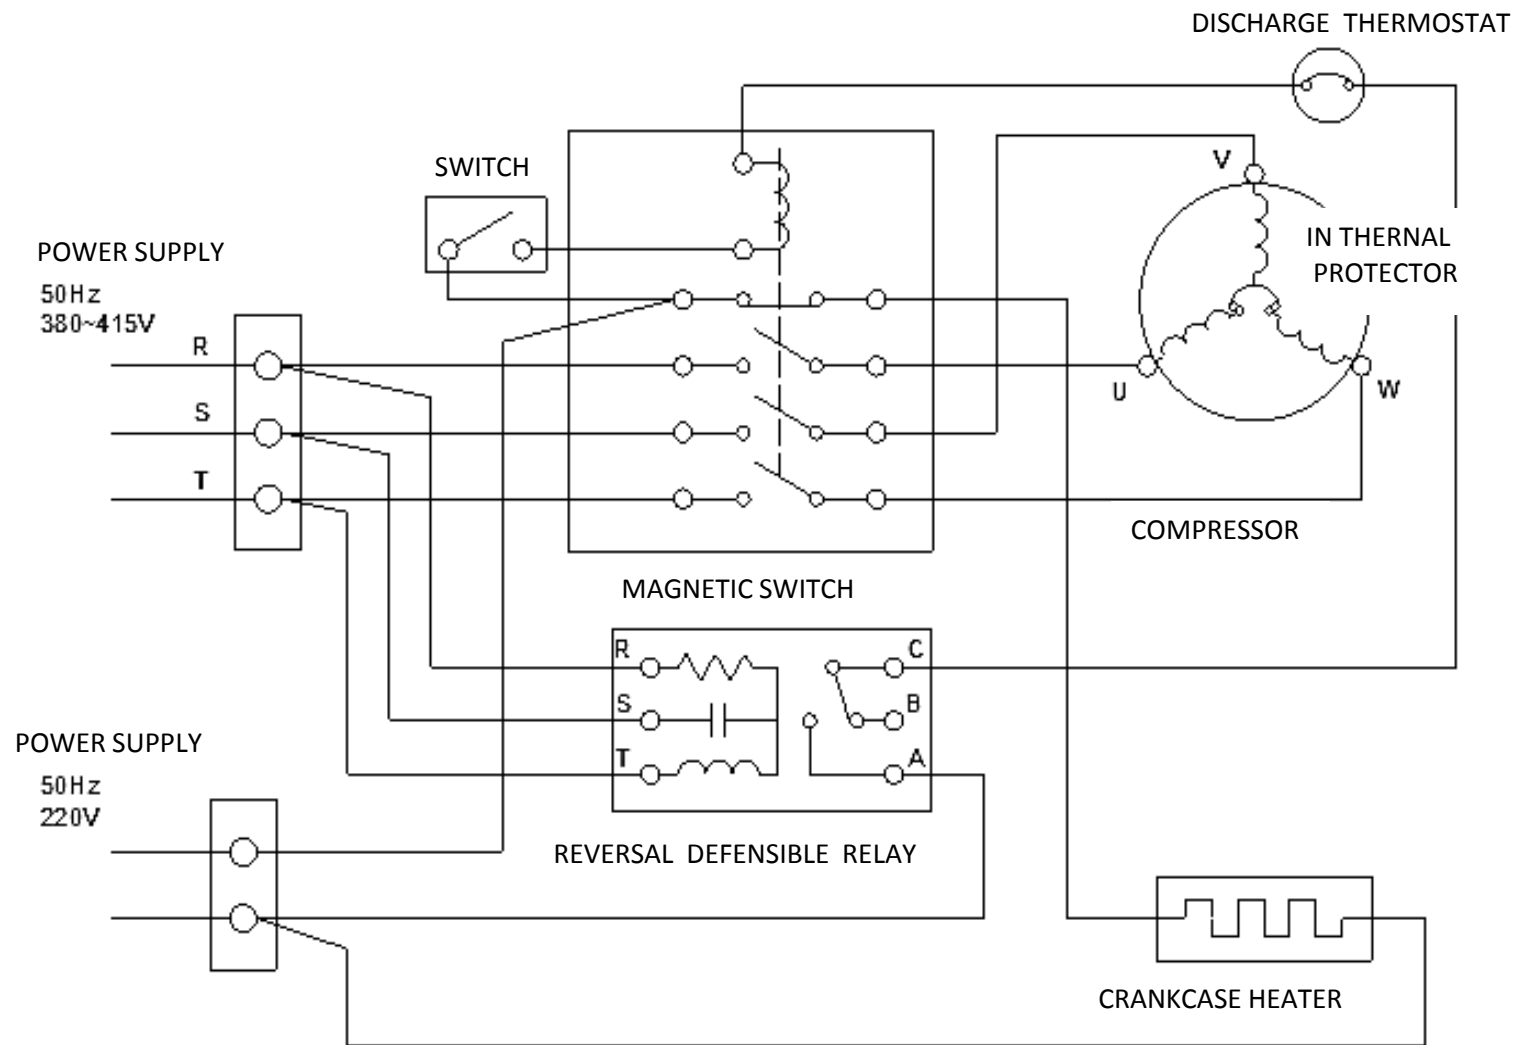 DISCHARGE THERMOSTAT
SWITCH
V
POWER SUPPLY
IN THERNAL
PROTECTOR
50Hz
380~415V
R
U
W
S
T
COMPRESSOR
MAGNETIC SWITCH
R
C
S
B
T
A
POWER SUPPLY
50Hz
220V
REVERSAL DEFENSIBLE RELAY
CRANKCASE HEATER